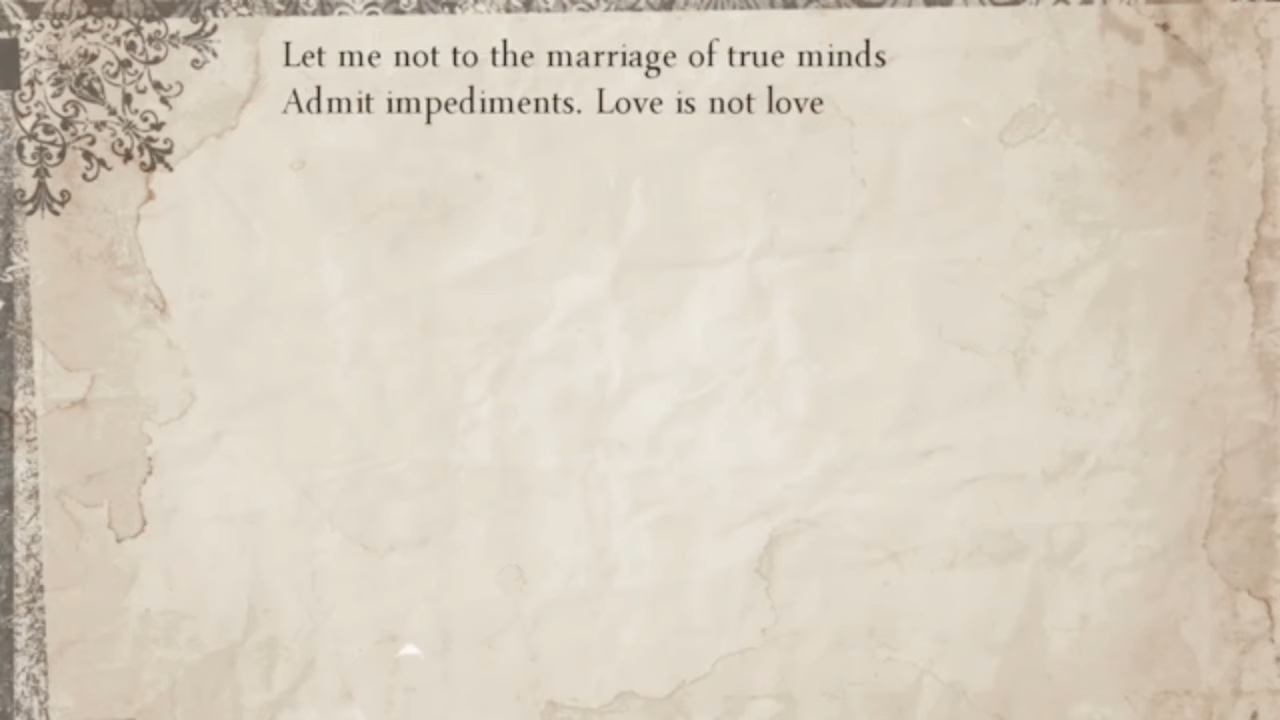 Let me not to the marriage of true minds
Admit impediments. Love is not love